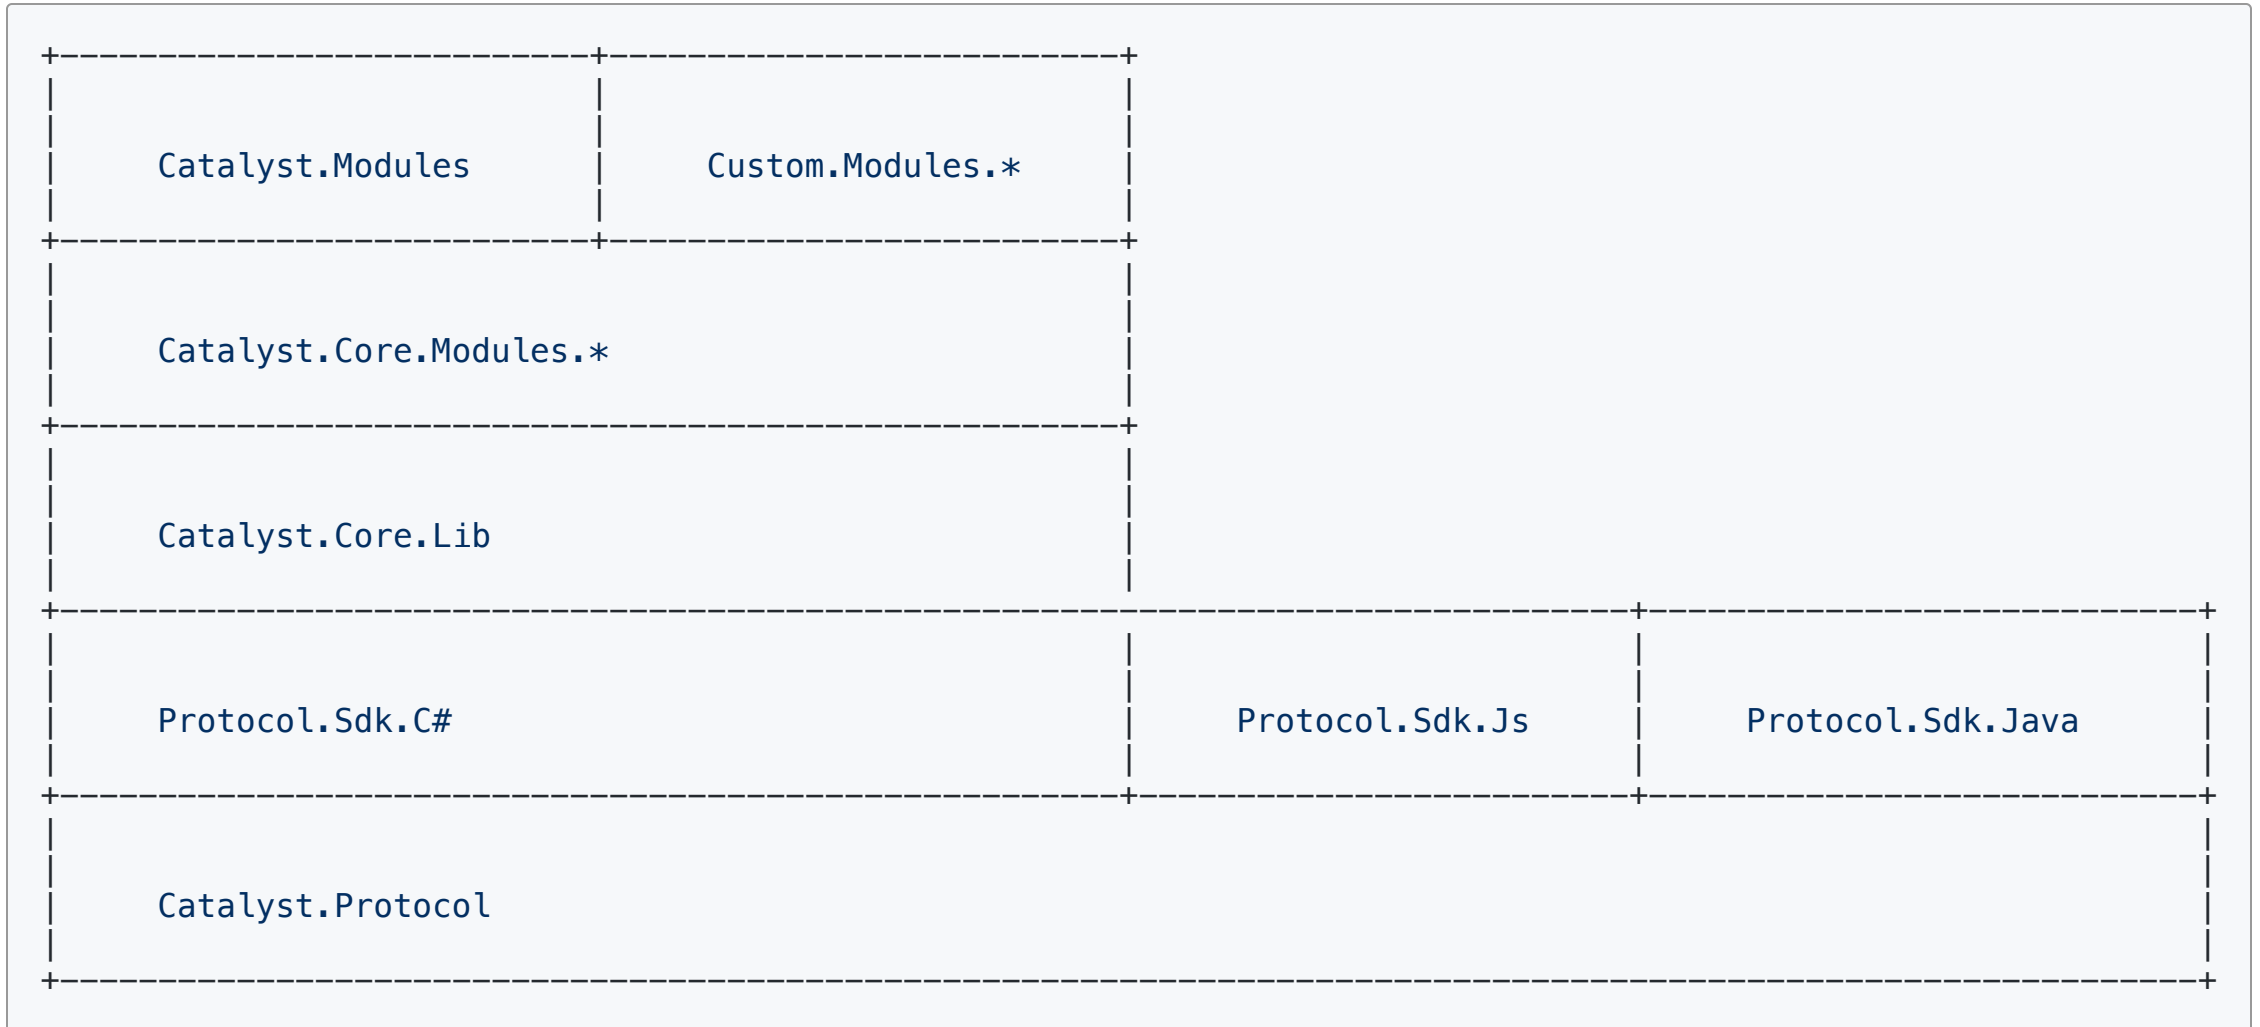 Catalyst.Modules Custom.Modules.*
Catalyst.Core.Modules.*
Catalyst.Core.Lib
Protocol.Sdk.C# Protocol.Sdk.Js Protocol.Sdk.Java
Catalyst.Protocol